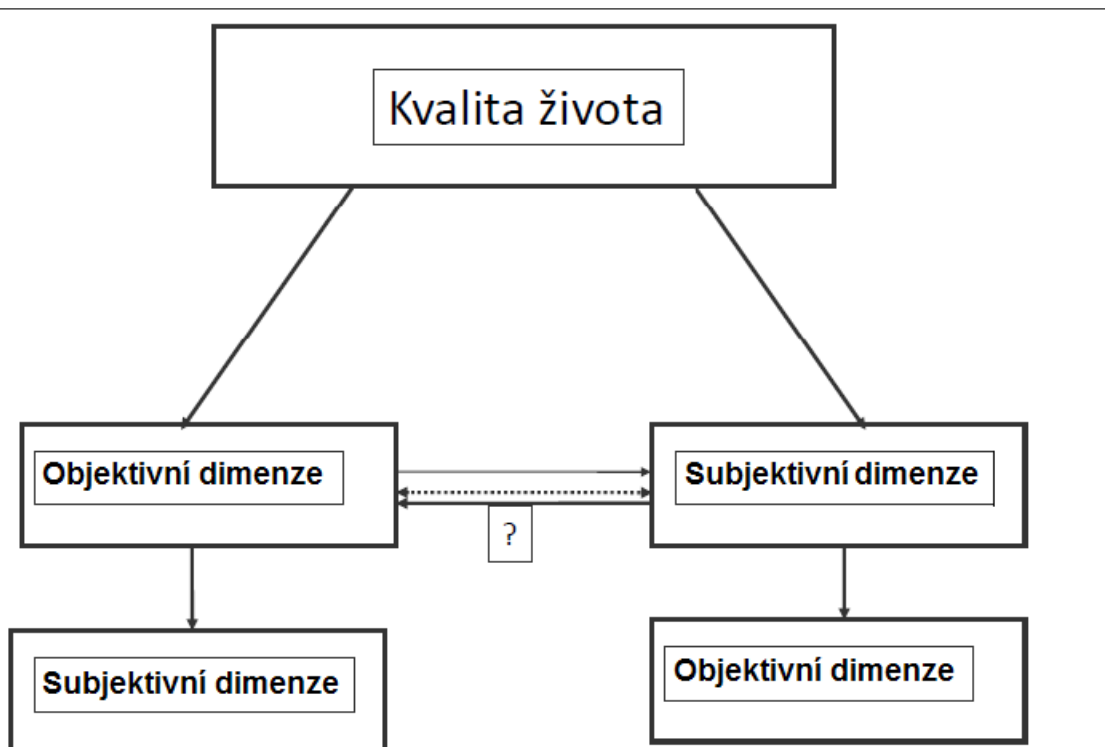 Kvalita života
Objektivní dimenze
Subjektivní dimenze
?
Subjektivní dimenze
Objektivní dimenze